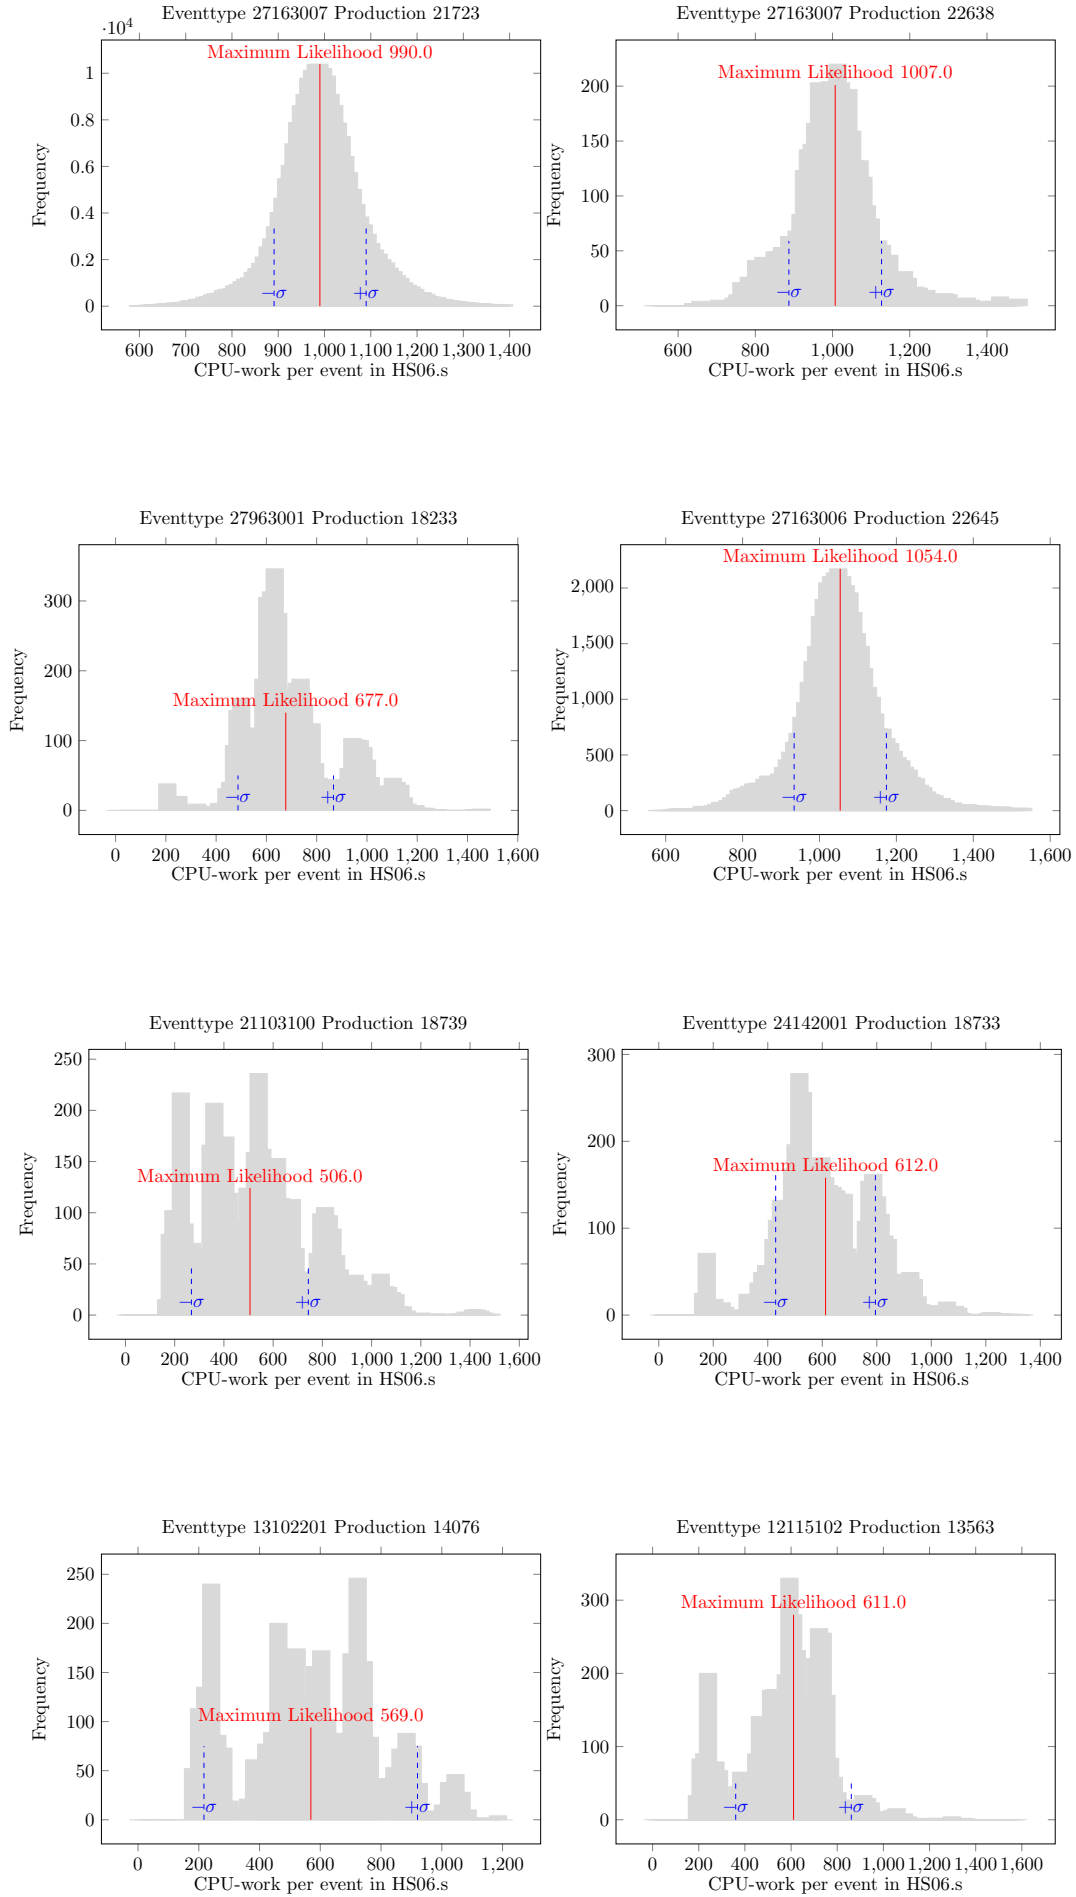 Eventtype 27163007 Production 21723
·10⁴
Maximum Likelihood 990.0
1
0.8
0.6
0.4
0.2
0
Frequency
−σ
+σ
600 700 800 900 1,000 1,100 1,200 1,300 1,400
CPU-work per event in HS06.s
Eventtype 27163007 Production 22638
Maximum Likelihood 1007.0
200
150
100
50
0
Frequency
−σ
+σ
600 800 1,000 1,200 1,400
CPU-work per event in HS06.s
Eventtype 27963001 Production 18233
300
200
100
0
Frequency
Maximum Likelihood 677.0
−σ
+σ
0 200 400 600 800 1,000 1,200 1,400 1,600
CPU-work per event in HS06.s
Eventtype 27163006 Production 22645
Maximum Likelihood 1054.0
2,000
1,500
1,000
500
0
Frequency
−σ
+σ
600 800 1,000 1,200 1,400 1,600
CPU-work per event in HS06.s
Eventtype 21103100 Production 18739
250
200
150
100
50
0
Frequency
Maximum Likelihood 506.0
−σ
+σ
0 200 400 600 800 1,000 1,200 1,400 1,600
CPU-work per event in HS06.s
Eventtype 24142001 Production 18733
300
200
100
0
Frequency
Maximum Likelihood 612.0
−σ
+σ
0 200 400 600 800 1,000 1,200 1,400
CPU-work per event in HS06.s
Eventtype 13102201 Production 14076
250
200
150
100
50
0
Frequency
Maximum Likelihood 569.0
−σ
+σ
0 200 400 600 800 1,000 1,200
CPU-work per event in HS06.s
Eventtype 12115102 Production 13563
300
200
100
0
Frequency
Maximum Likelihood 611.0
−σ
+σ
0 200 400 600 800 1,000 1,200 1,400 1,600
CPU-work per event in HS06.s